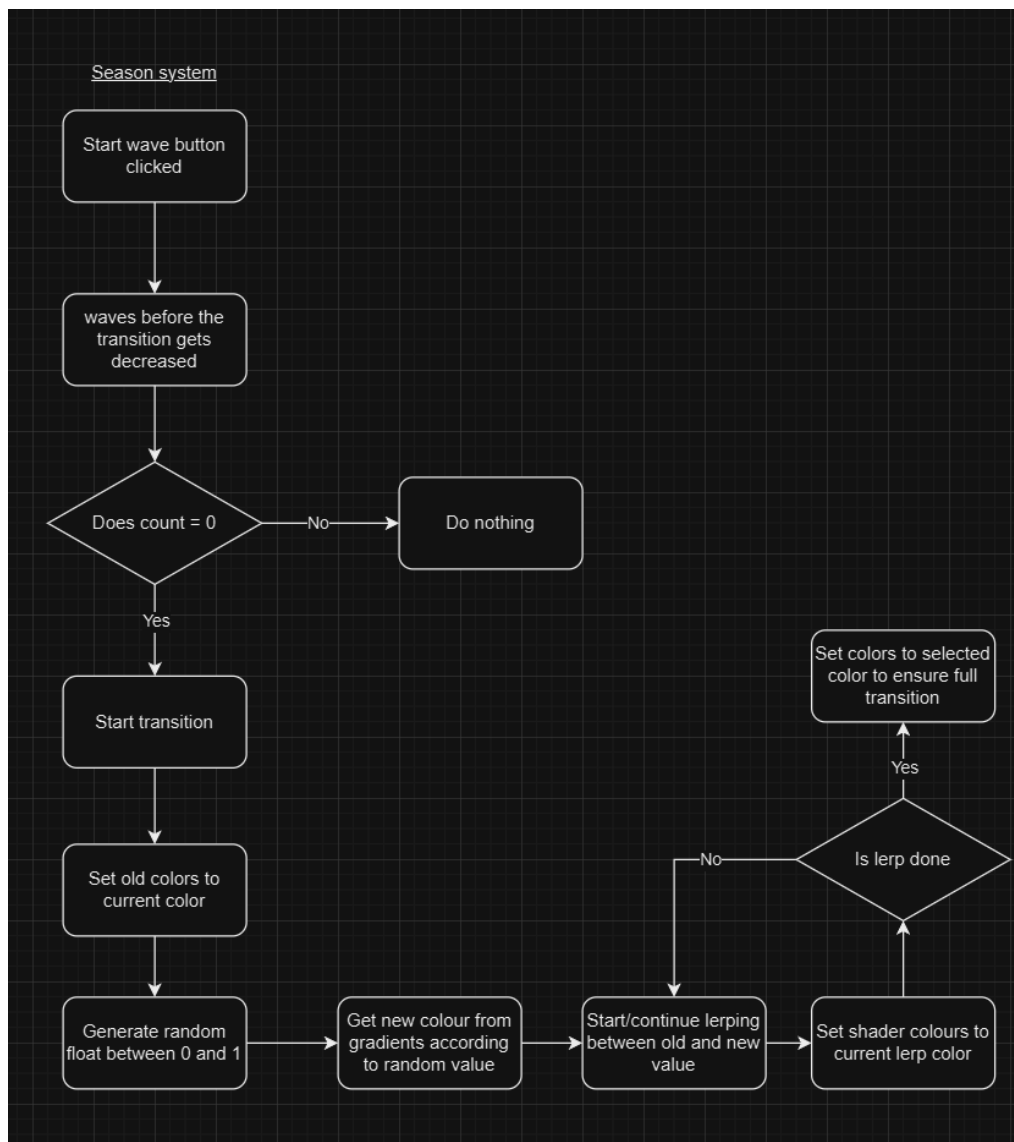 Season system
Start wave button
clicked
waves before the
transition gets
decreased
Does count = 0
No
Do nothing
Yes
Start transition
Set old colors to
current color
Generate random
float between 0 and 1
Get new colour from
gradients according
to random value
Start/continue lerping
between old and new
value
Set shader colours to
current lerp color
Is lerp done
No
Yes
Set colors to selected
color to ensure full
transition